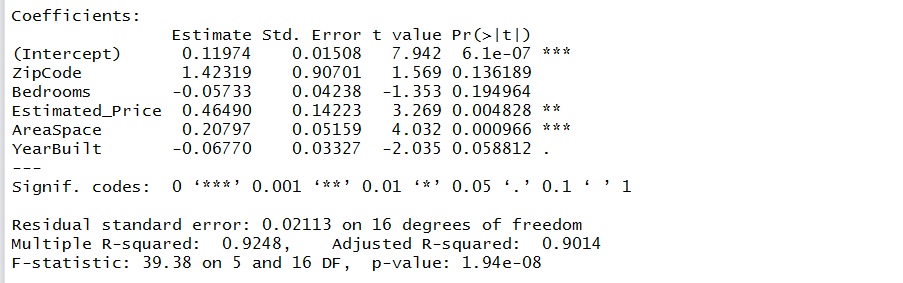 Coefficients:
Estimate Std. Error t value Pr(>|t|)
(Intercept) 0.11974 0.01508 7.942 6.1e-07 ***
ZipCode 1.42319 0.90701 1.569 0.136189
Bedrooms -0.05733 0.04238 -1.353 0.194964
Estimated_Price 0.46490 0.14223 3.269 0.004828 **
AreaSpace 0.20797 0.05159 4.032 0.000966 ***
YearBuilt -0.06770 0.03327 -2.035 0.058812 .
---
Signif. codes: 0 ‘***’ 0.001 ‘**’ 0.01 ‘*’ 0.05 ‘.’ 0.1 ‘ ’ 1
Residual standard error: 0.02113 on 16 degrees of freedom
Multiple R-squared: 0.9248, Adjusted R-squared: 0.9014
F-statistic: 39.38 on 5 and 16 DF, p-value: 1.94e-08